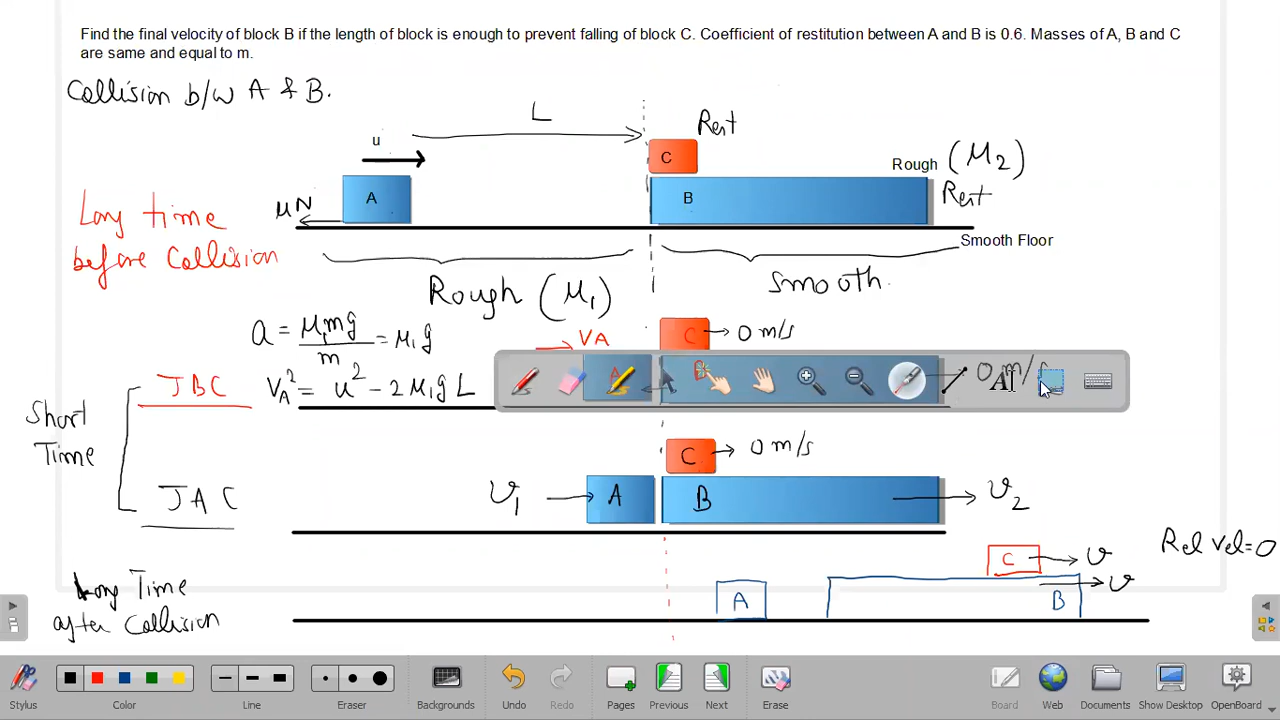 Find the final velocity of block B if the length of block is enough to prevent falling of block C. Coefficient of restitution between A and B is 0.6. Masses of A, B and C
are same and equal to m.
Collision b/w A & B.
L
Rest
u
C
Rough (μ2)
A
B
Rest
μN
Long time
before Collision
Smooth Floor
Rough (μ1)
Smooth
a = μ1mg/m = μ1g
VA
C → 0 m/s
JBC
VA² = u² - 2μ1gL
0 m/s
Short
Time
C → 0 m/s
JAC
v1
A
B
v2
Rel vel=0
C
v
Long Time
after Collision
A
B
v
Stylus
Color
Line
Eraser
Backgrounds
Undo
Redo
Pages
Previous
Next
Erase
Board
Web
Documents
Show Desktop
OpenBoard